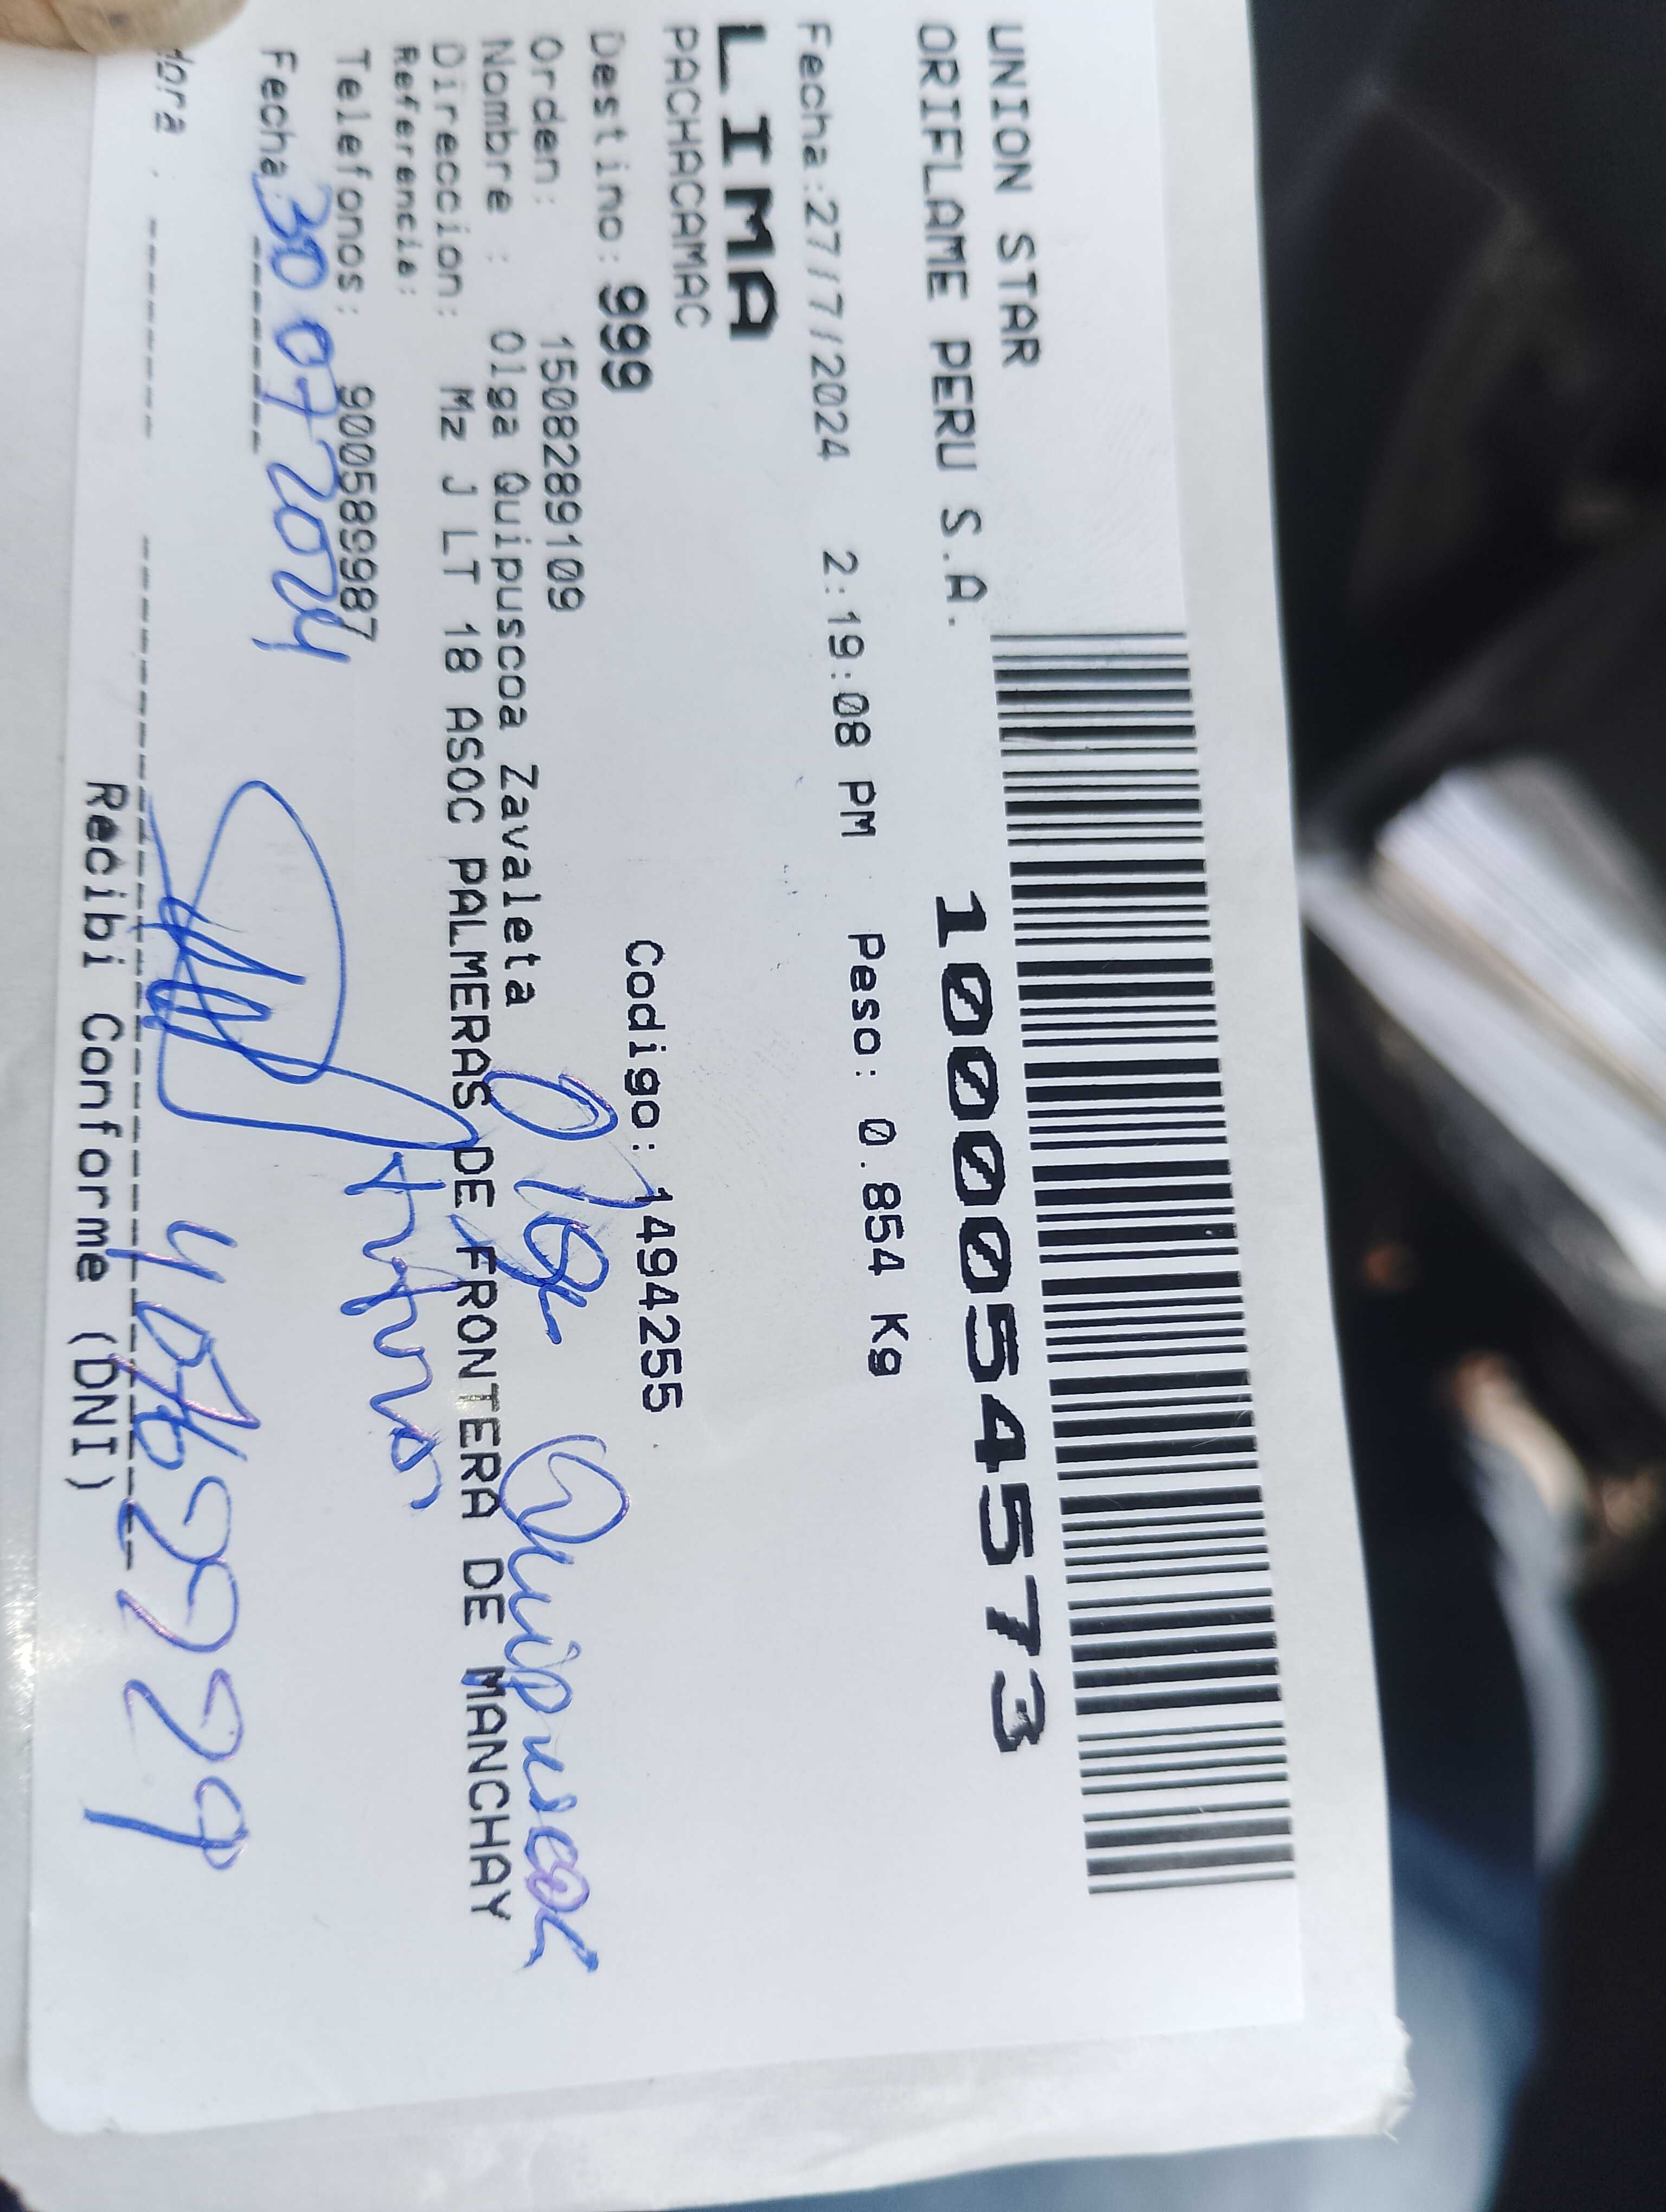 UNION STAR
ORIFLAME PERU S.A. 1000054573
Fecha:27/7/2024 2:19:08 PM Peso: 0.854 Kg
LIMA
PACHACAMAC
Destino: 999 Codigo: 1494255
Orden: 1508289109
Nombre : Olga Quipuscoa Zavaleta Olga Quipuscoa
Direccion: Mz J LT 18 ASOC PALMERAS DE FRONTERA DE MANCHAY
Referencia:
Telefonos: 900589987
Fecha 30 07 2024
Hora :
Recibi Conforme (DNI)